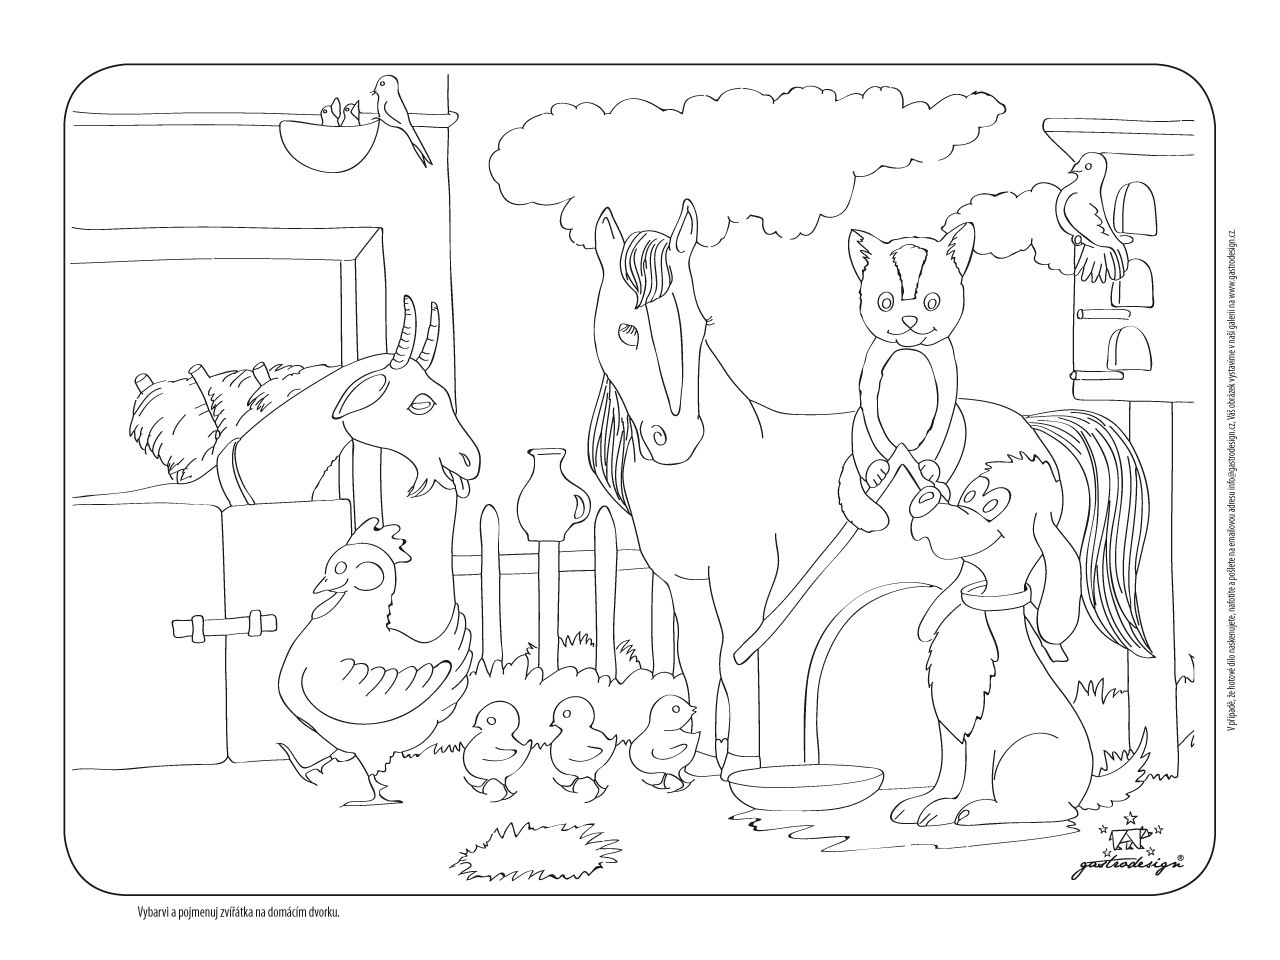 V případě, že hotové dílo naskenujete, nafotíte a pošlete na emailovou adresu info@gastrodesign.cz, Váš obrázek vystavíme v naší galerii na www.gastrodesign.cz
gastrodesign®
Vybarvi a pojmenuj zvířátka na domácím dvorku.